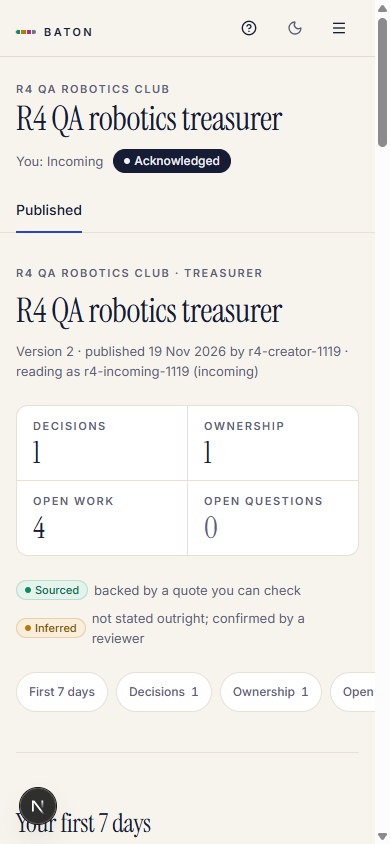 BATON
R4 QA ROBOTICS CLUB
R4 QA robotics treasurer
You: Incoming
Acknowledged
Published
R4 QA ROBOTICS CLUB · TREASURER
R4 QA robotics treasurer
Version 2 · published 19 Nov 2026 by r4-creator-1119 ·
reading as r4-incoming-1119 (incoming)
DECISIONS
1
OWNERSHIP
1
OPEN WORK
4
OPEN QUESTIONS
0
Sourced backed by a quote you can check
Inferred not stated outright; confirmed by a
reviewer
First 7 days
Decisions 1
Ownership 1
Open
Your first 7 days
N